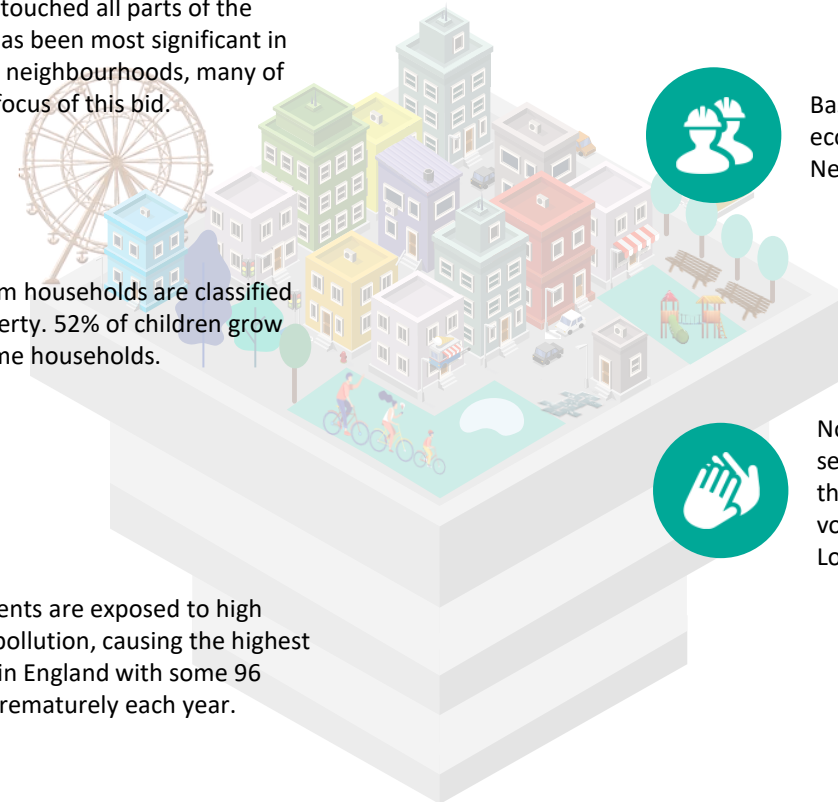 touched all parts of the
as been most significant in
neighbourhoods, many of
focus of this bid.
households are classified
erty. 52% of children grow
me households.
ents are exposed to high
pollution, causing the highest
in England with some 96
rematurely each year.
Ba
eco
Ne
No
se
th
vo
Lo